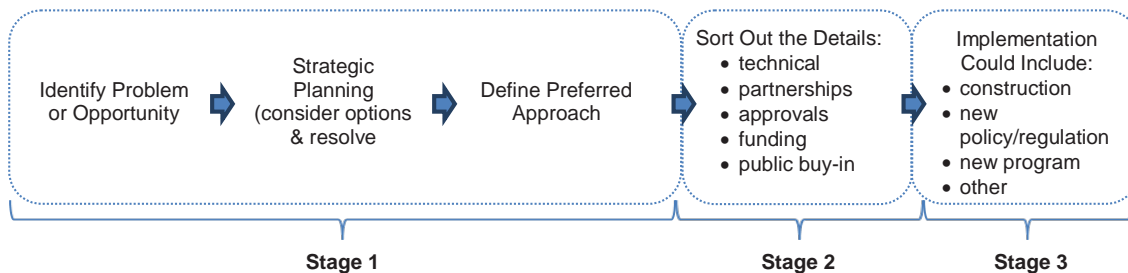 Identify Problem
or Opportunity
Strategic
Planning
(consider options
& resolve
Define Preferred
Approach
Sort Out the Details:
• technical
• partnerships
• approvals
• funding
• public buy-in
Implementation
Could Include:
• construction
• new
policy/regulation
• new program
• other
Stage 1
Stage 2
Stage 3